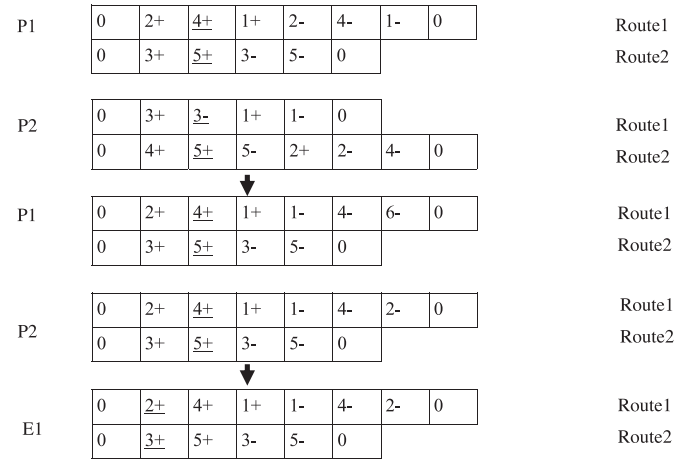 P1 0 2+ 4+ 1+ 2- 4- 1- 0 Route1
0 3+ 5+ 3- 5- 0 Route2
P2 0 3+ 3- 1+ 1- 0 Route1
0 4+ 5+ 5- 2+ 2- 4- 0 Route2
P1 0 2+ 4+ 1+ 1- 4- 6- 0 Route1
0 3+ 5+ 3- 5- 0 Route2
P2 0 2+ 4+ 1+ 1- 4- 2- 0 Route1
0 3+ 5+ 3- 5- 0 Route2
E1 0 2+ 4+ 1+ 1- 4- 2- 0 Route1
0 3+ 5+ 3- 5- 0 Route2